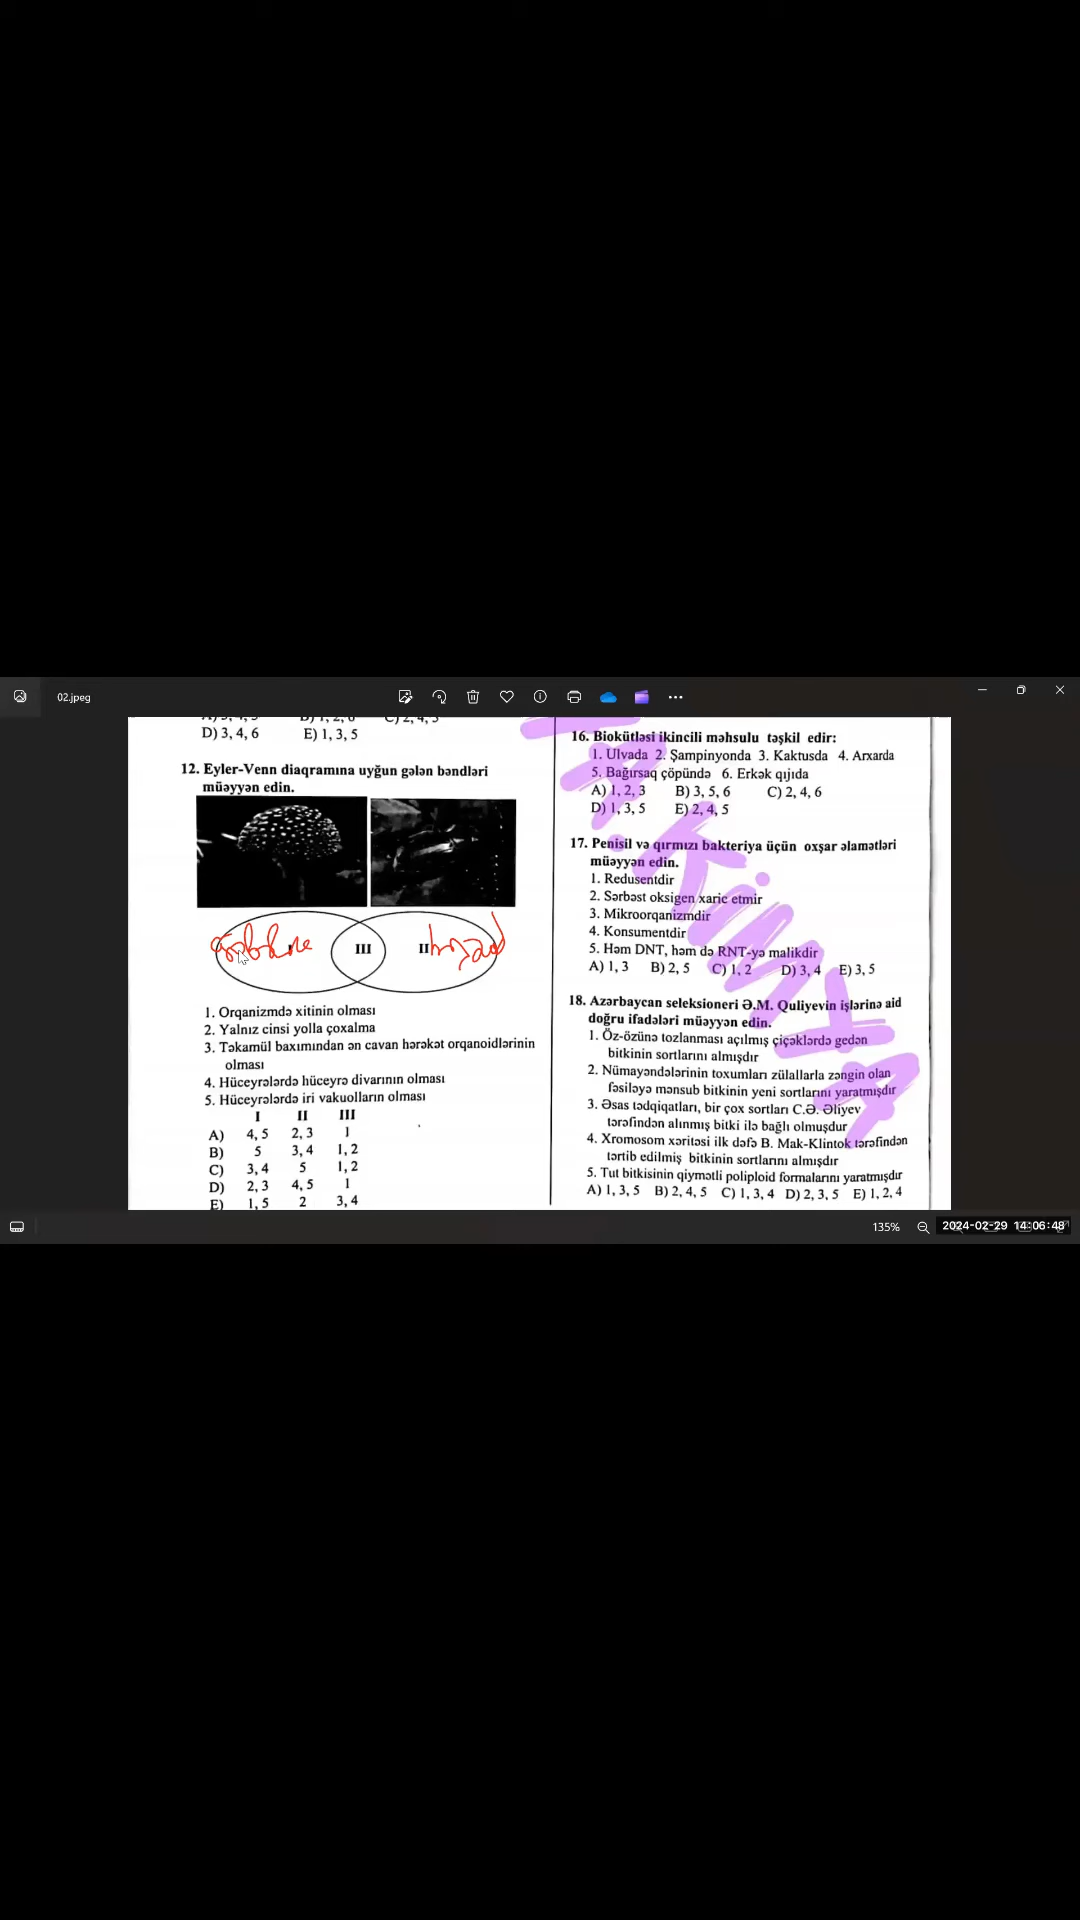 02.jpeg
A) 3, 4, 5 B) 1, 2, 6 C) 2, 4, 5
D) 3, 4, 6 E) 1, 3, 5
12. Eyler-Venn diaqramına uyğun gələn bəndləri
müəyyən edin.
III
II
1. Orqanizmdə xitinin olması
2. Yalnız cinsi yolla çoxalma
3. Təkamül baxımından ən cavan hərəkət orqanoidlərinin
olması
4. Hüceyrələrdə hüceyrə divarının olması
5. Hüceyrələrdə iri vakuolların olması
I II III
A) 4, 5 2, 3 1
B) 5 3, 4 1, 2
C) 3, 4 5 1, 2
D) 2, 3 4, 5 1
E) 1, 5 2 3, 4
16. Biokütləsi ikincili məhsulu təşkil edir:
1. Ulvada 2. Şampinyonda 3. Kaktusda 4. Arxarda
5. Bağırsaq çöpündə 6. Erkək qıjıda
A) 1, 2, 3 B) 3, 5, 6 C) 2, 4, 6
D) 1, 3, 5 E) 2, 4, 5
17. Penisil və qırmızı bakteriya üçün oxşar əlamətləri
müəyyən edin.
1. Redusentdir
2. Sərbəst oksigen xaric etmir
3. Mikroorqanizmdir
4. Konsumentdir
5. Həm DNT, həm də RNT-yə malikdir
A) 1, 3 B) 2, 5 C) 1, 2 D) 3, 4 E) 3, 5
18. Azərbaycan seleksioneri Ə.M. Quliyevin işlərinə aid
doğru ifadələri müəyyən edin.
1. Öz-özünə tozlanması açılmış çiçəklərdə gedən
bitkinin sortlarını almışdır
2. Nümayəndələrinin toxumları zülallarla zəngin olan
fəsiləyə mənsub bitkinin yeni sortlarını yaratmışdır
3. Əsas tədqiqatları, bir çox sortları C.Ə. Əliyev
tərəfindən alınmış bitki ilə bağlı olmuşdur
4. Xromosom xəritəsi ilk dəfə B. Mak-Klintok tərəfindən
tərtib edilmiş bitkinin sortlarını almışdır
5. Tut bitkisinin qiymətli poliploid formalarını yaratmışdır
A) 1, 3, 5 B) 2, 4, 5 C) 1, 3, 4 D) 2, 3, 5 E) 1, 2, 4
KİMYA
135%
2024-02-29 14:06:48